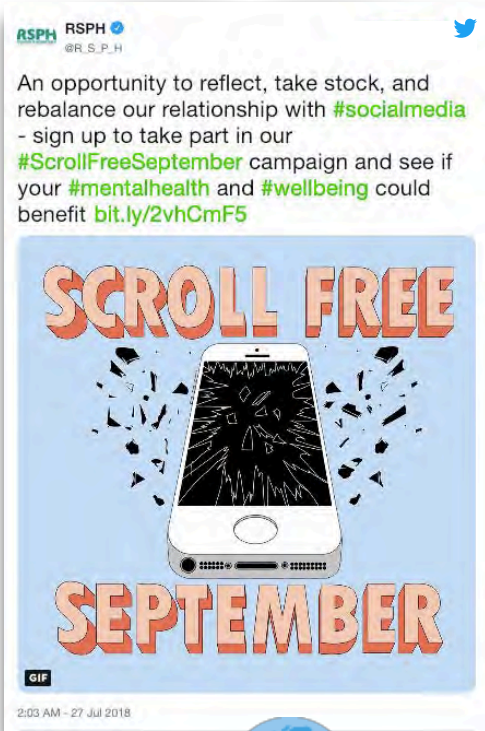 RSPH
RSPH
@R_S_P_H
An opportunity to reflect, take stock, and
rebalance our relationship with #socialmedia
- sign up to take part in our
#ScrollFreeSeptember campaign and see if
your #mentalhealth and #wellbeing could
benefit bit.ly/2vhCmF5
SCROLL FREE
SEPTEMBER
GIF
2:03 AM - 27 Jul 2018